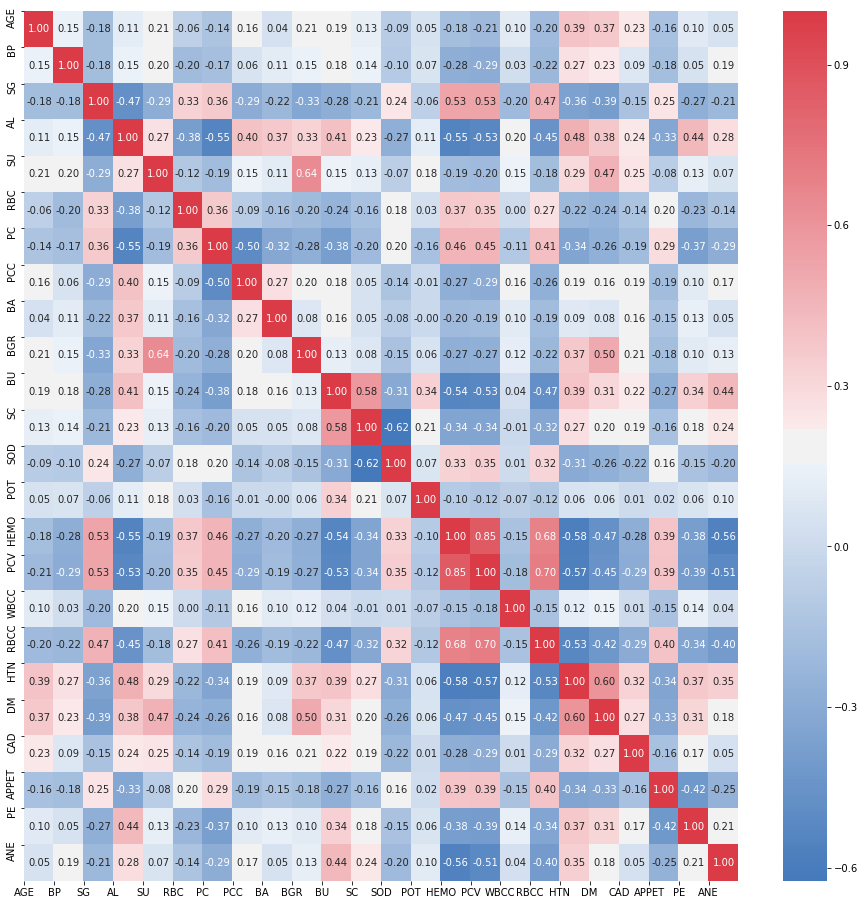 AGE 1.00 0.15 -0.18 0.11 0.21 -0.06 -0.14 0.16 0.04 0.21 0.19 0.13 -0.09 0.05 -0.18 -0.21 0.10 -0.20 0.39 0.37 0.23 -0.16 0.10 0.05
BP 0.15 1.00 -0.18 0.15 0.20 -0.20 -0.17 0.06 0.11 0.15 0.18 0.14 -0.10 0.07 -0.28 -0.29 0.03 -0.22 0.27 0.23 0.09 -0.18 0.05 0.19
SG -0.18 -0.18 1.00 -0.47 -0.29 0.33 0.36 -0.29 -0.22 -0.33 -0.28 -0.21 0.24 -0.06 0.53 0.53 -0.20 0.47 -0.36 -0.39 -0.15 0.25 -0.27 -0.21
AL 0.11 0.15 -0.47 1.00 0.27 -0.38 -0.55 0.40 0.37 0.33 0.41 0.23 -0.27 0.11 -0.55 -0.53 0.20 -0.45 0.48 0.38 0.24 -0.33 0.44 0.28
SU 0.21 0.20 -0.29 0.27 1.00 -0.12 -0.19 0.15 0.11 0.64 0.15 0.13 -0.07 0.18 -0.19 -0.20 0.15 -0.18 0.29 0.47 0.25 -0.08 0.13 0.07
RBC -0.06 -0.20 0.33 -0.38 -0.12 1.00 0.36 -0.09 -0.16 -0.20 -0.24 -0.16 0.18 0.03 0.37 0.35 0.00 0.27 -0.22 -0.24 -0.14 0.20 -0.23 -0.14
PC -0.14 -0.17 0.36 -0.55 -0.19 0.36 1.00 -0.50 -0.32 -0.28 -0.38 -0.20 0.20 -0.16 0.46 0.45 -0.11 0.41 -0.34 -0.26 -0.19 0.29 -0.37 -0.29
PCC 0.16 0.06 -0.29 0.40 0.15 -0.09 -0.50 1.00 0.27 0.20 0.18 0.05 -0.14 -0.01 -0.27 -0.29 0.16 -0.26 0.19 0.16 0.19 -0.19 0.10 0.17
BA 0.04 0.11 -0.22 0.37 0.11 -0.16 -0.32 0.27 1.00 0.08 0.16 0.05 -0.08 -0.00 -0.20 -0.19 0.10 -0.19 0.09 0.08 0.16 -0.15 0.13 0.05
BGR 0.21 0.15 -0.33 0.33 0.64 -0.20 -0.28 0.20 0.08 1.00 0.13 0.08 -0.15 0.06 -0.27 -0.27 0.12 -0.22 0.37 0.50 0.21 -0.18 0.10 0.13
BU 0.19 0.18 -0.28 0.41 0.15 -0.24 -0.38 0.18 0.16 0.13 1.00 0.58 -0.31 0.34 -0.54 -0.53 0.04 -0.47 0.39 0.31 0.22 -0.27 0.34 0.44
SC 0.13 0.14 -0.21 0.23 0.13 -0.16 -0.20 0.05 0.05 0.08 0.58 1.00 -0.62 0.21 -0.34 -0.34 -0.01 -0.32 0.27 0.20 0.19 -0.16 0.18 0.24
SOD -0.09 -0.10 0.24 -0.27 -0.07 0.18 0.20 -0.14 -0.08 -0.15 -0.31 -0.62 1.00 0.07 0.33 0.35 0.01 0.32 -0.31 -0.26 -0.22 0.16 -0.15 -0.20
POT 0.05 0.07 -0.06 0.11 0.18 0.03 -0.16 -0.01 -0.00 0.06 0.34 0.21 0.07 1.00 -0.10 -0.12 -0.07 -0.12 0.06 0.06 0.01 0.02 0.06 0.10
HEMO -0.18 -0.28 0.53 -0.55 -0.19 0.37 0.46 -0.27 -0.20 -0.27 -0.54 -0.34 0.33 -0.10 1.00 0.85 -0.15 0.68 -0.58 -0.47 -0.28 0.39 -0.38 -0.56
PCV -0.21 -0.29 0.53 -0.53 -0.20 0.35 0.45 -0.29 -0.19 -0.27 -0.53 -0.34 0.35 -0.12 0.85 1.00 -0.18 0.70 -0.57 -0.45 -0.29 0.39 -0.39 -0.51
WBCC 0.10 0.03 -0.20 0.20 0.15 0.00 -0.11 0.16 0.10 0.12 0.04 -0.01 0.01 -0.07 -0.15 -0.18 1.00 -0.15 0.12 0.15 0.01 -0.15 0.14 0.04
RBCC -0.20 -0.22 0.47 -0.45 -0.18 0.27 0.41 -0.26 -0.19 -0.22 -0.47 -0.32 0.32 -0.12 0.68 0.70 -0.15 1.00 -0.53 -0.42 -0.29 0.40 -0.34 -0.40
HTN 0.39 0.27 -0.36 0.48 0.29 -0.22 -0.34 0.19 0.09 0.37 0.39 0.27 -0.31 0.06 -0.58 -0.57 0.12 -0.53 1.00 0.60 0.32 -0.34 0.37 0.35
DM 0.37 0.23 -0.39 0.38 0.47 -0.24 -0.26 0.16 0.08 0.50 0.31 0.20 -0.26 0.06 -0.47 -0.45 0.15 -0.42 0.60 1.00 0.27 -0.33 0.31 0.18
CAD 0.23 0.09 -0.15 0.24 0.25 -0.14 -0.19 0.19 0.16 0.21 0.22 0.19 -0.22 0.01 -0.28 -0.29 0.01 -0.29 0.32 0.27 1.00 -0.16 0.17 0.05
APPET -0.16 -0.18 0.25 -0.33 -0.08 0.20 0.29 -0.19 -0.15 -0.18 -0.27 -0.16 0.16 0.02 0.39 0.39 -0.15 0.40 -0.34 -0.33 -0.16 1.00 -0.42 -0.25
PE 0.10 0.05 -0.27 0.44 0.13 -0.23 -0.37 0.10 0.13 0.10 0.34 0.18 -0.15 0.06 -0.38 -0.39 0.14 -0.34 0.37 0.31 0.17 -0.42 1.00 0.21
ANE 0.05 0.19 -0.21 0.28 0.07 -0.14 -0.29 0.17 0.05 0.13 0.44 0.24 -0.20 0.10 -0.56 -0.51 0.04 -0.40 0.35 0.18 0.05 -0.25 0.21 1.00
AGE BP SG AL SU RBC PC PCC BA BGR BU SC SOD POT HEMO PCV WBCC RBCC HTN DM CAD APPET PE ANE
0.9
0.6
0.3
0.0
−0.3
−0.6